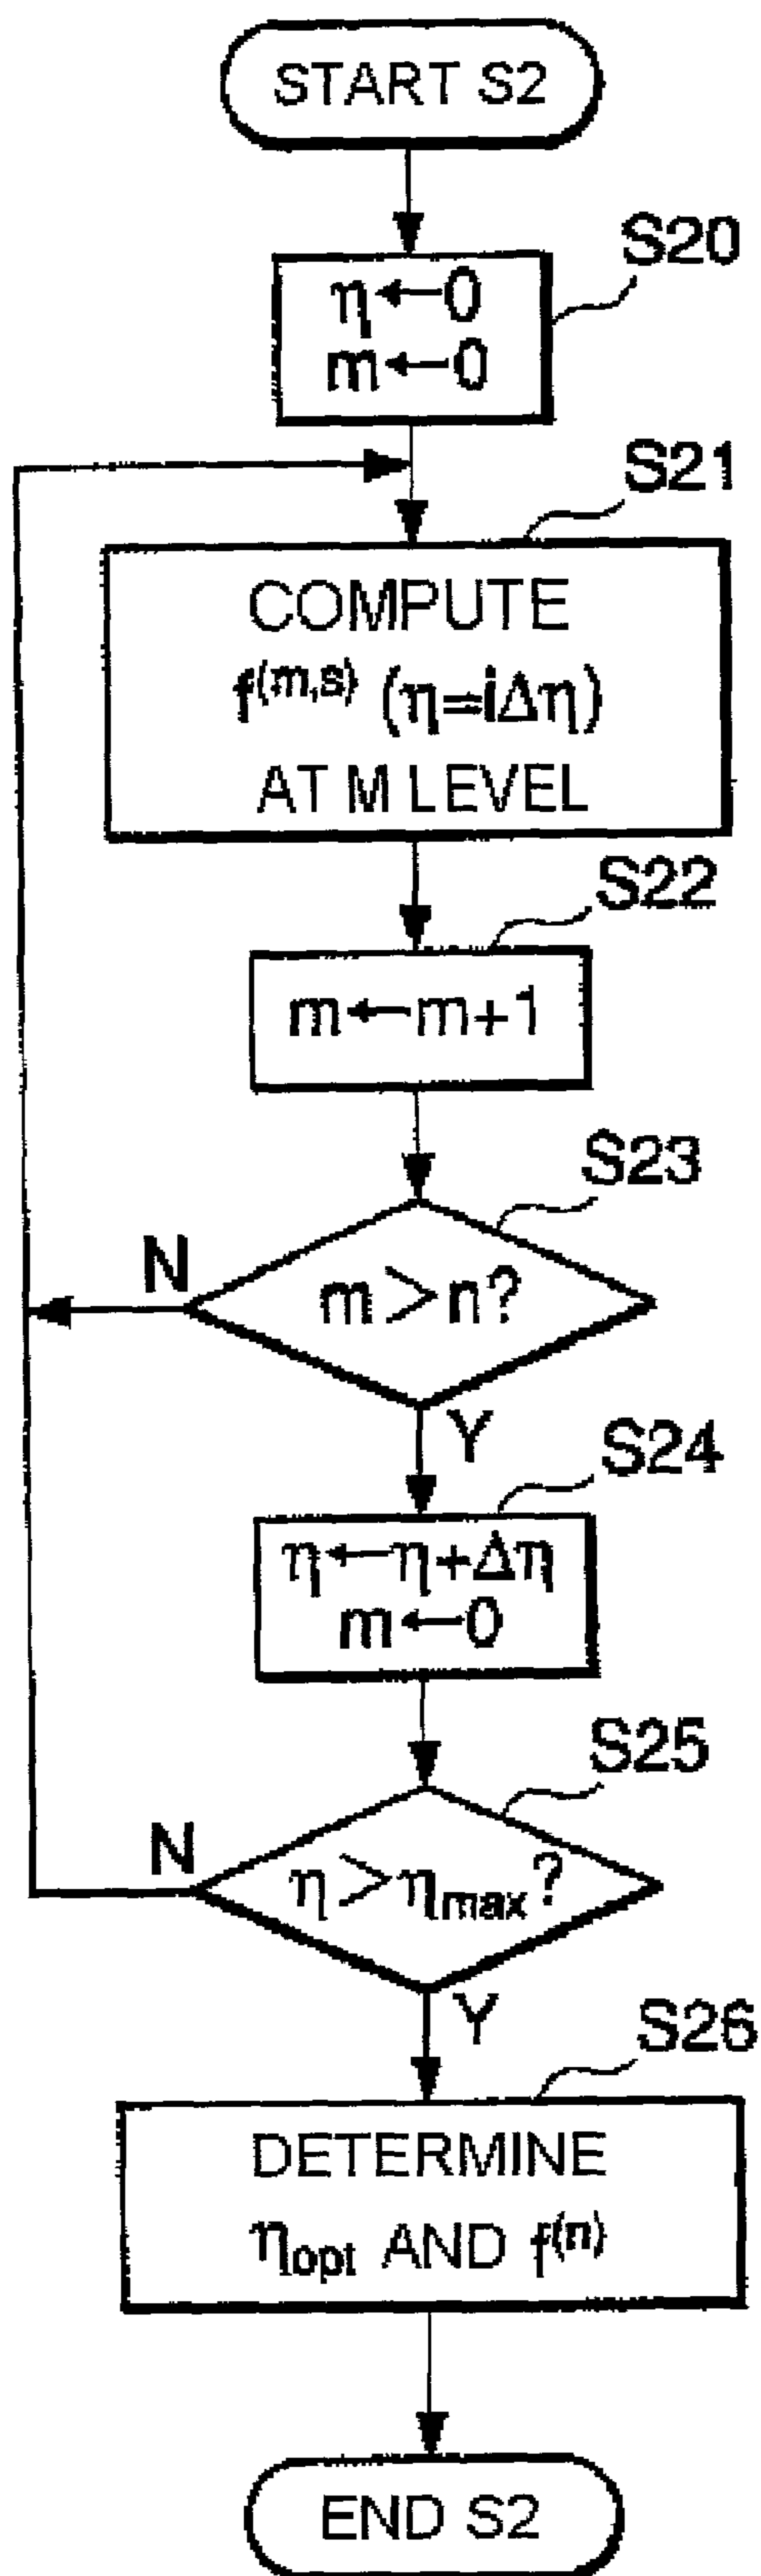 START S2
S20
η←0
m←0
S21
COMPUTE
f(m,s) (η=iΔη)
AT M LEVEL
S22
m←m+1
S23
N
m>n?
Y
S24
η←η+Δη
m←0
S25
N
η>ηmax?
Y
S26
DETERMINE
ηopt AND f(n)
END S2